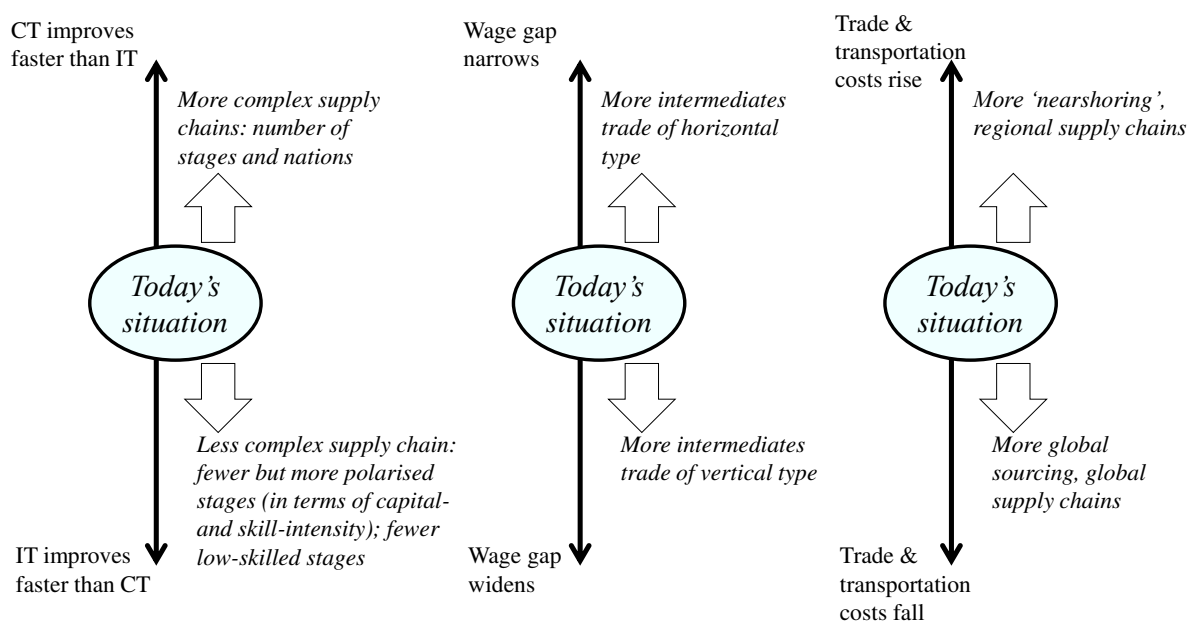 CT improves
faster than IT
More complex supply
chains: number of
stages and nations
Today’s
situation
Less complex supply chain:
fewer but more polarised
stages (in terms of capital-
and skill-intensity); fewer
low-skilled stages
IT improves
faster than CT
Wage gap
narrows
More intermediates
trade of horizontal
type
Today’s
situation
More intermediates
trade of vertical type
Wage gap
widens
Trade &
transportation
costs rise
More ‘nearshoring’,
regional supply chains
Today’s
situation
More global
sourcing, global
supply chains
Trade &
transportation
costs fall